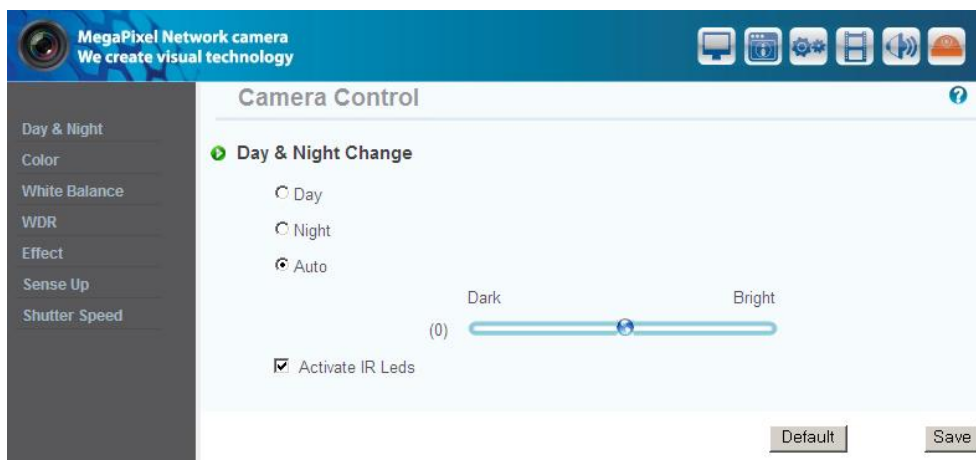 MegaPixel Network camera
We create visual technology
Camera Control
Day & Night
Color
White Balance
WDR
Effect
Sense Up
Shutter Speed
Day & Night Change
Day
Night
Auto
Dark Bright
(0)
Activate IR Leds
Default Save